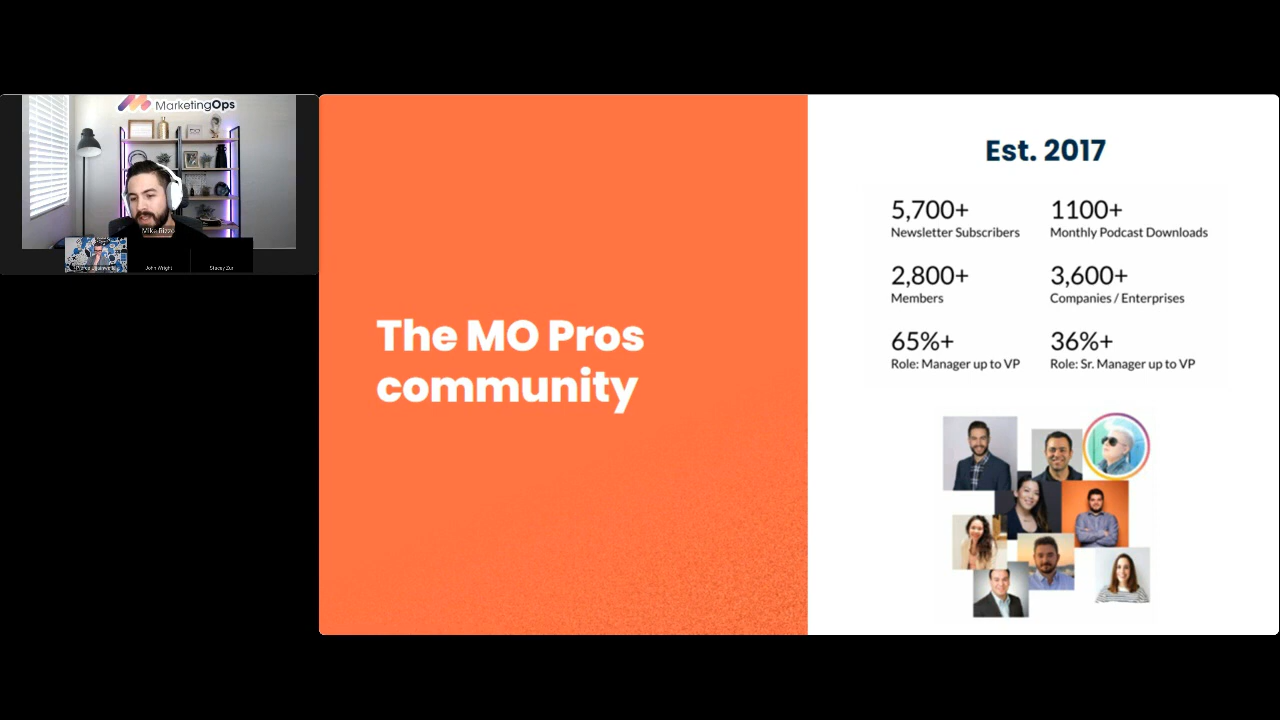 MarketingOps
Mike Rizzo
John Wright
Stacey Zur
The MO Pros
community
Est. 2017
5,700+
Newsletter Subscribers
1100+
Monthly Podcast Downloads
2,800+
Members
3,600+
Companies / Enterprises
65%+
Role: Manager up to VP
36%+
Role: Sr. Manager up to VP